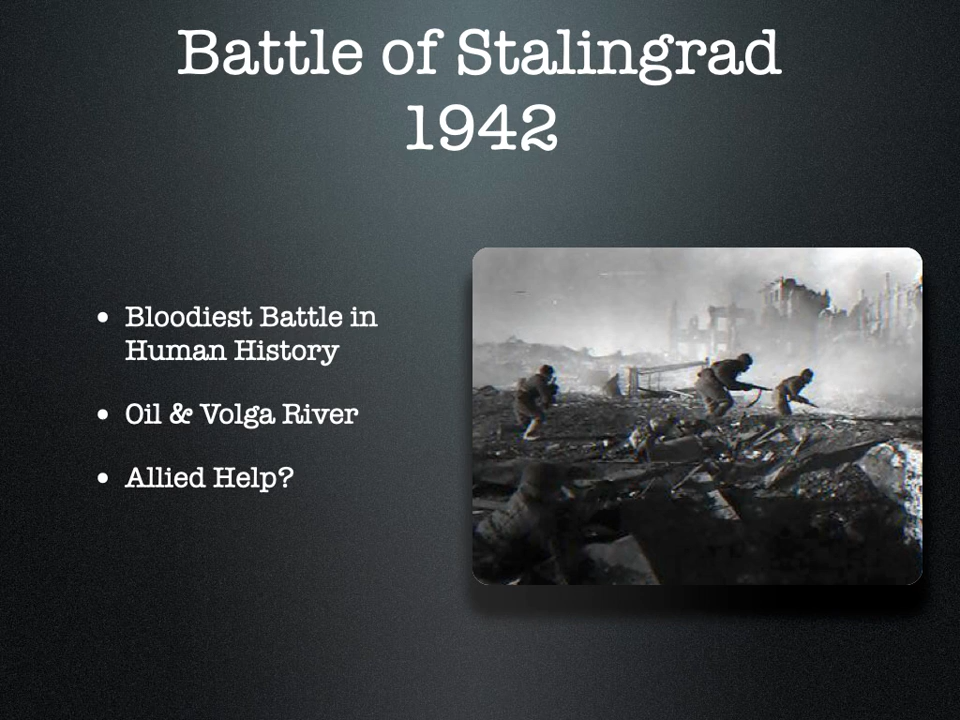 Battle of Stalingrad
1942
• Bloodiest Battle in
Human History
• Oil & Volga River
• Allied Help?